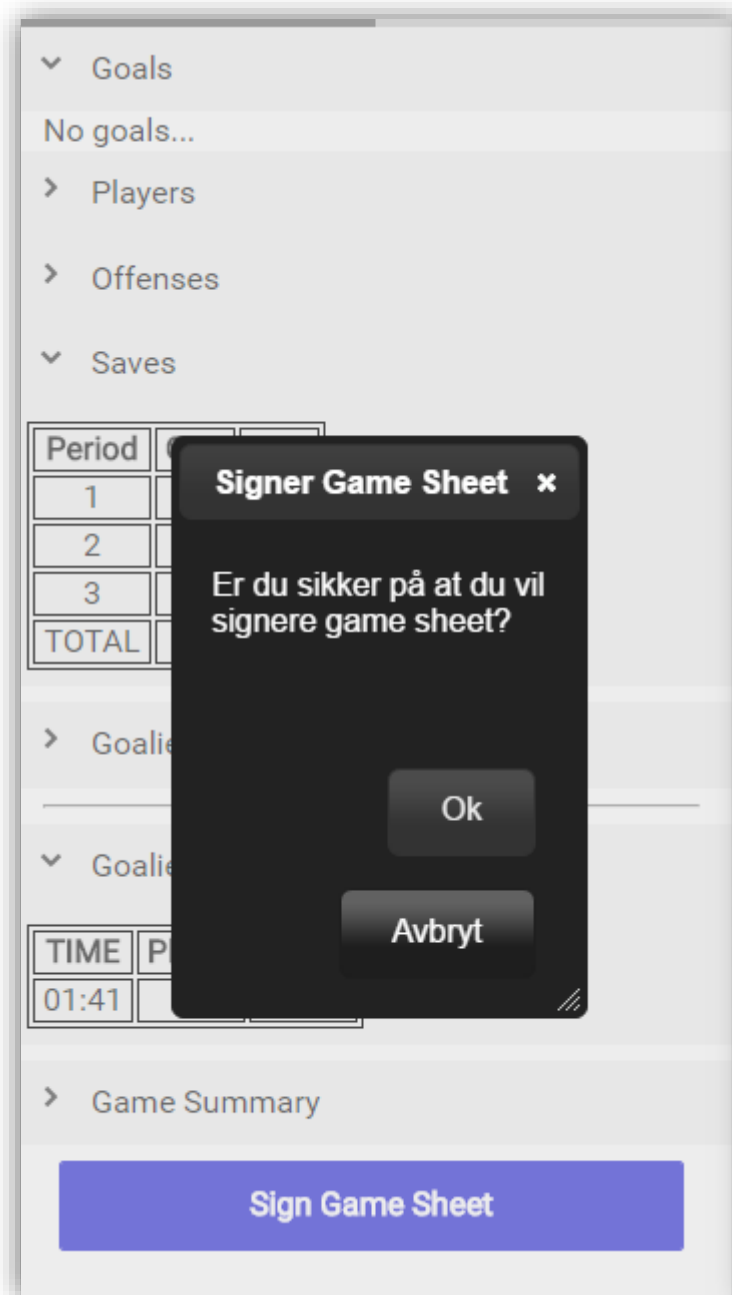 Goals
No goals...
Players
Offenses
Saves
Period
1
2
3
TOTAL
Signer Game Sheet
Er du sikker på at du vil
signere game sheet?
Ok
Avbryt
TIME
01:41
Game Summary
Sign Game Sheet